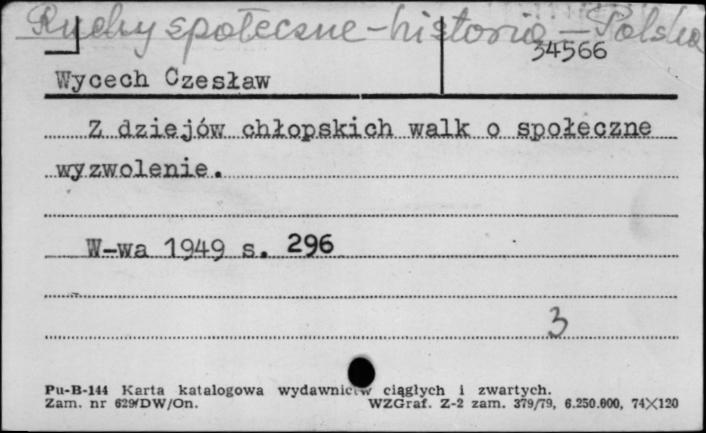 Ruchy społeczne - historia - Polska
34566
Wycech Czesław
Z dziejów chłopskich walk o społeczne
wyzwolenie.
W-wa 1949 s. 296
3
Pu-B-144 Karta katalogowa wydawnictw ciągłych i zwartych.
Zam. nr 629/DW/On. WZGraf. Z-2 zam. 379/79, 6.250.000, 74×120